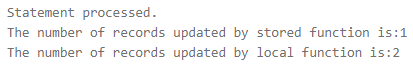 Statement processed.
The number of records updated by stored function is:1
The number of records updated by local function is:2